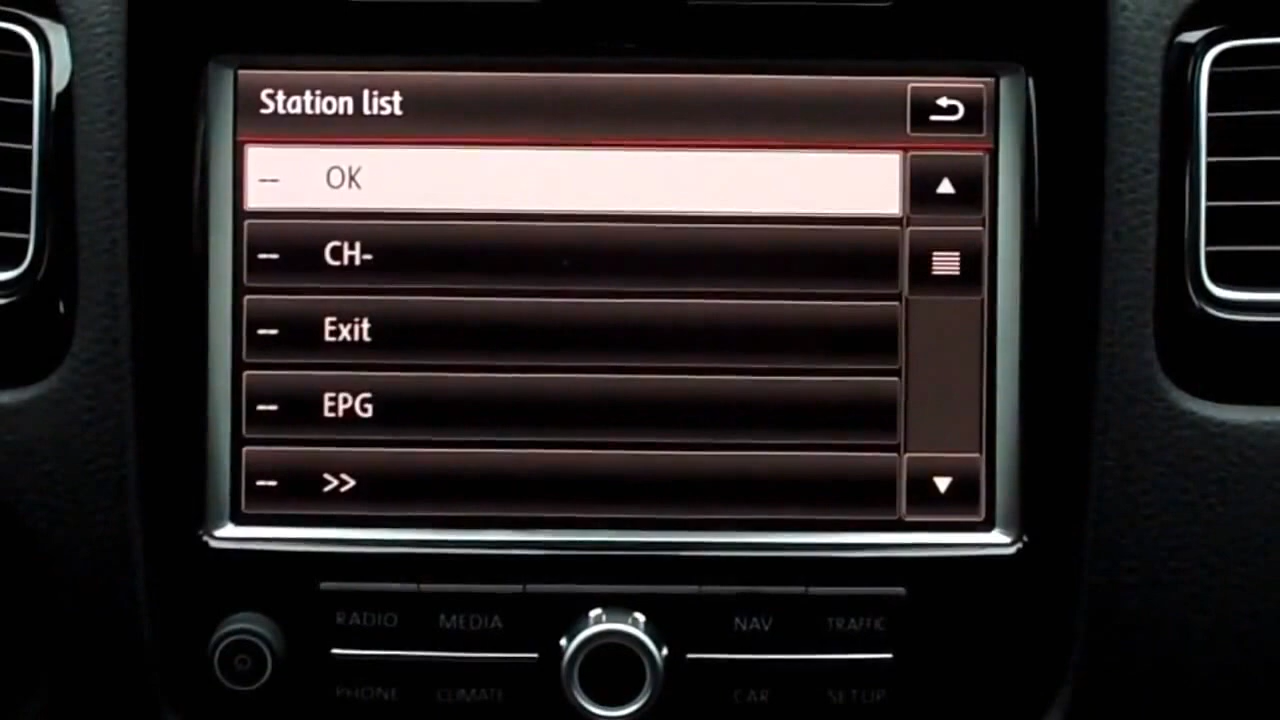 Station list
-- OK
-- CH-
-- Exit
-- EPG
-- >>
RADIO MEDIA NAV TRAFFIC
PHONE CLIMATE CAR SETUP